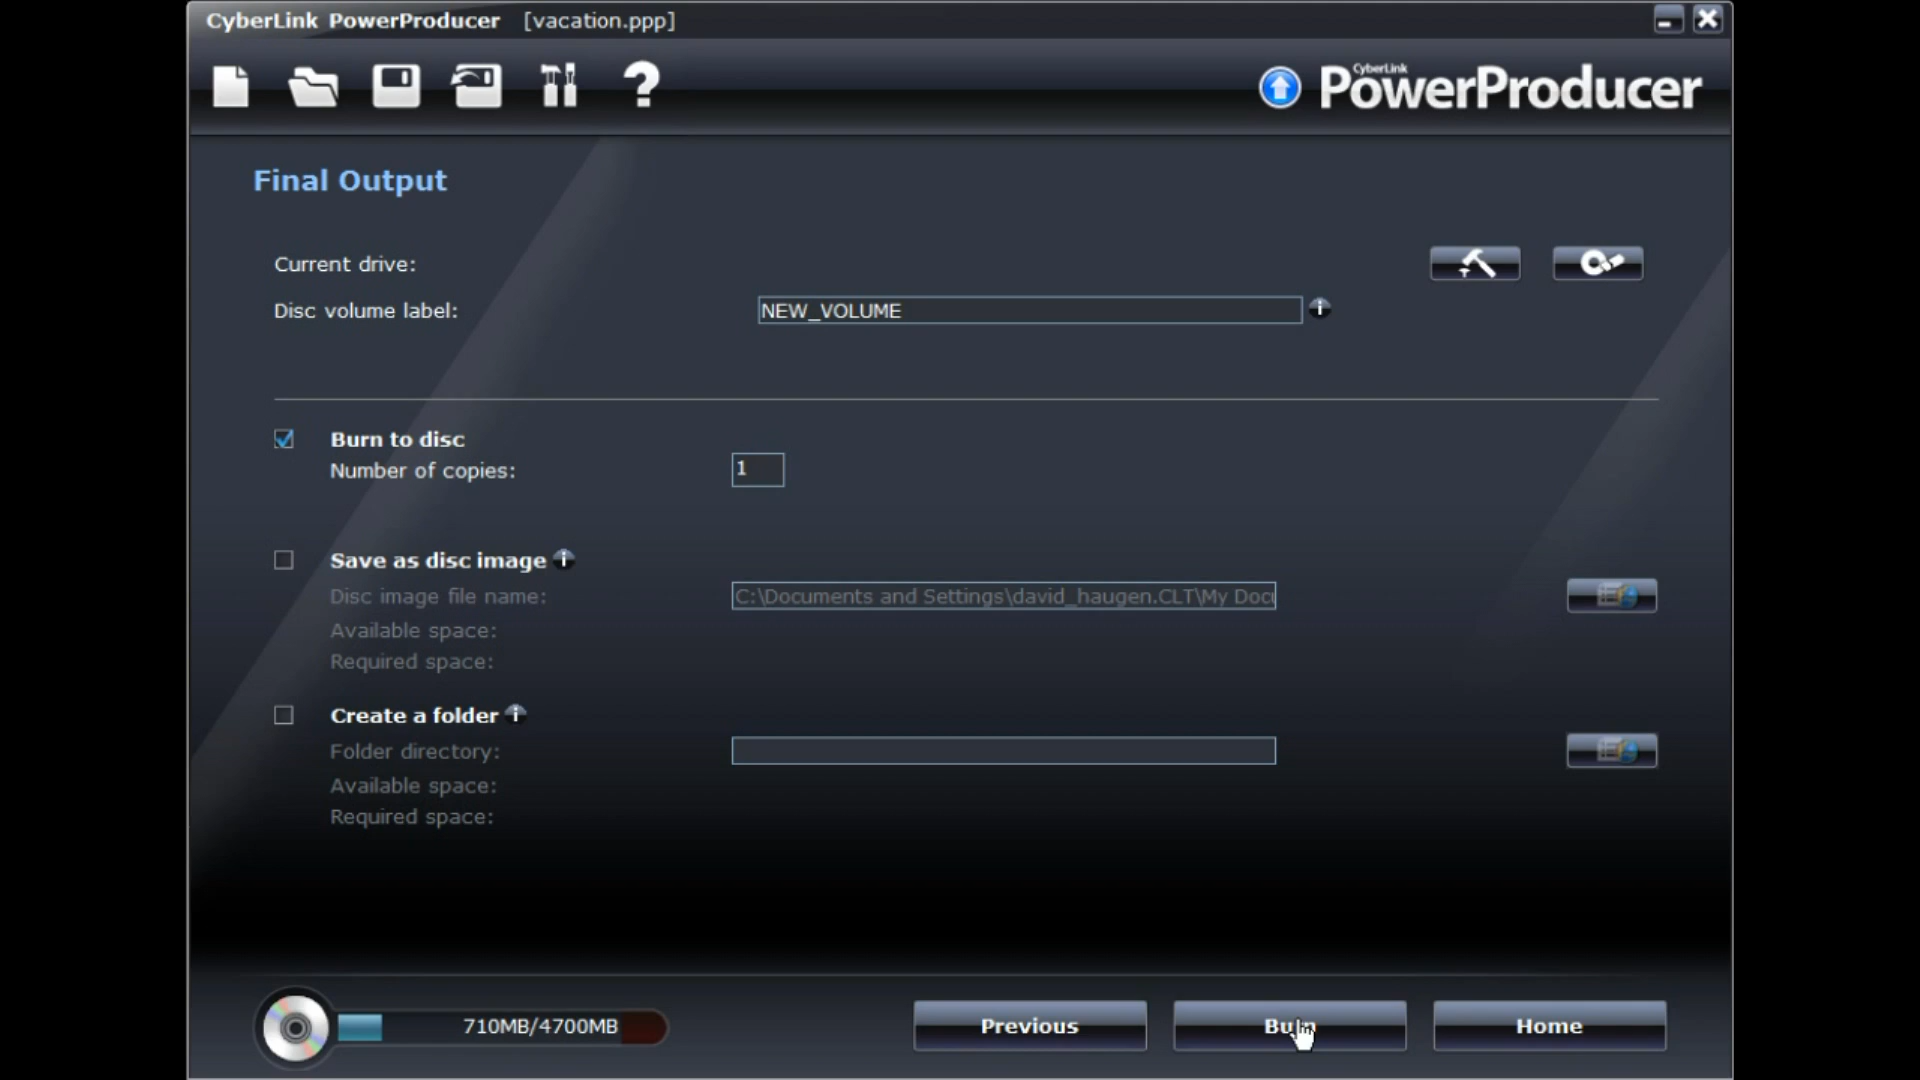 CyberLink PowerProducer [vacation.ppp]
CyberLink
PowerProducer
Final Output
Current drive:
Disc volume label: NEW_VOLUME
Burn to disc
Number of copies: 1
Save as disc image
Disc image file name: C:\Documents and Settings\david_haugen.CLT\My Docu
Available space:
Required space:
Create a folder
Folder directory:
Available space:
Required space:
710MB/4700MB Previous Burn Home